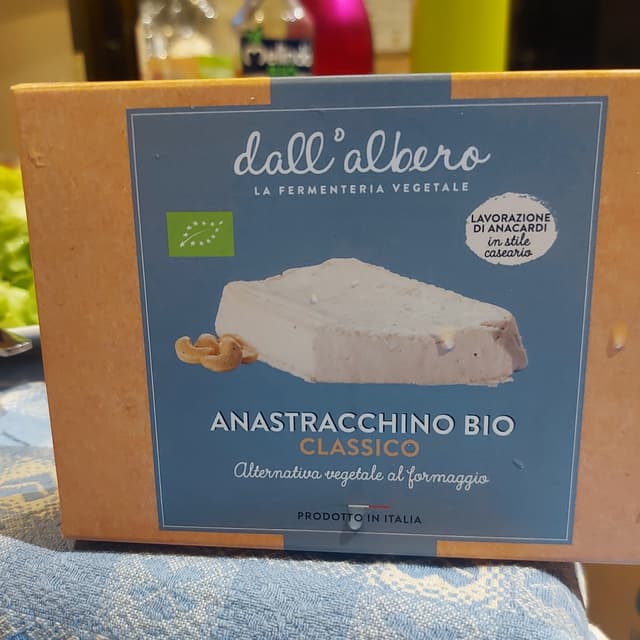 Melinda
dall'albero
LA FERMENTERIA VEGETALE
LAVORAZIONE
DI ANACARDI
in stile
caseario
ANASTRACCHINO BIO
CLASSICO
Alternativa vegetale al formaggio
PRODOTTO IN ITALIA